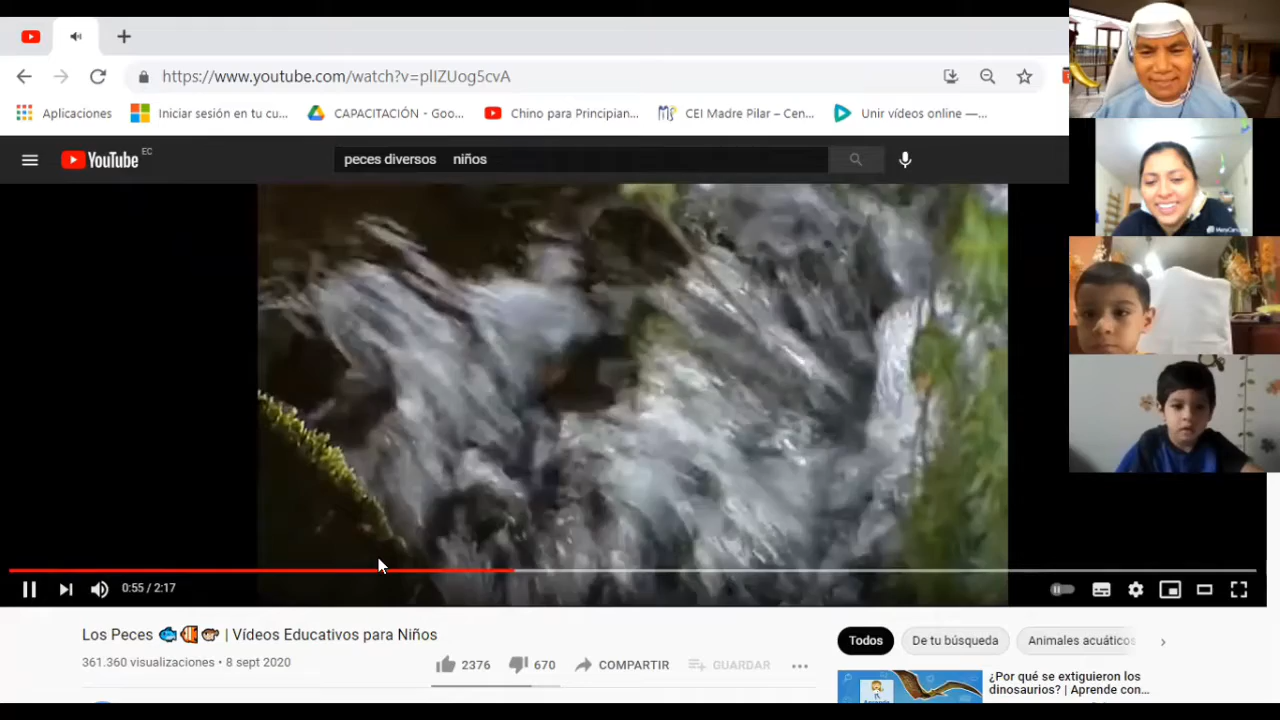 https://www.youtube.com/watch?v=plIZUog5cvA
Aplicaciones
Iniciar sesión en tu cu...
CAPACITACIÓN - Goo...
Chino para Principian...
CEI Madre Pilar – Cen...
Unir vídeos online —...
YouTube EC
peces diversos niños
0:55 / 2:17
Los Peces 🐟🐠🐡 | Vídeos Educativos para Niños
361.360 visualizaciones • 8 sept 2020
2376
670
COMPARTIR
GUARDAR
Todos
De tu búsqueda
Animales acuáticos
¿Por qué se extiguieron los
dinosaurios? | Aprende con...